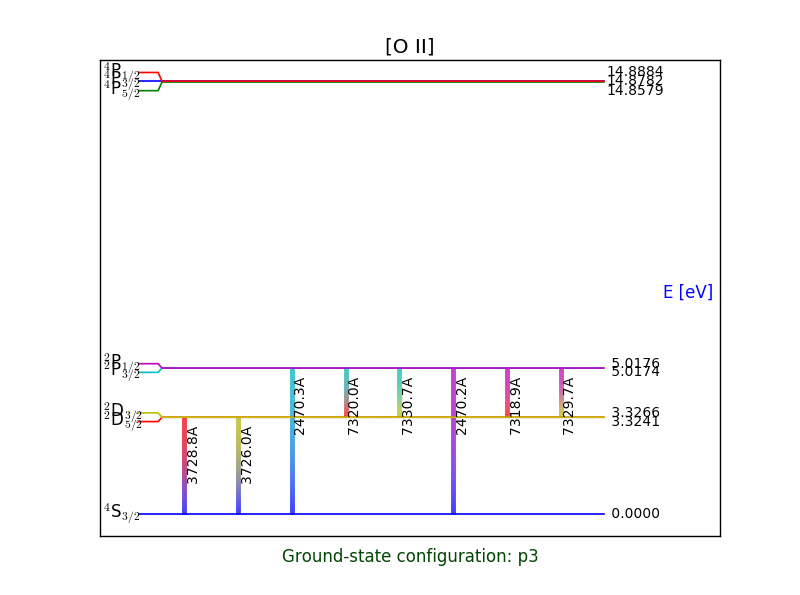 [O II]
⁴P₁/₂ 14.8884
⁴P₃/₂ 14.8782
⁴P₅/₂ 14.8579
E [eV]
²P₁/₂ 5.0176
²P₃/₂ 5.0174
2470.3A 7320.0A 7330.7A 2470.2A 7318.9A 7329.7A
²D₃/₂ 3.3266
²D₅/₂ 3.3241
3728.8A 3726.0A
⁴S₃/₂ 0.0000
Ground-state configuration: p3